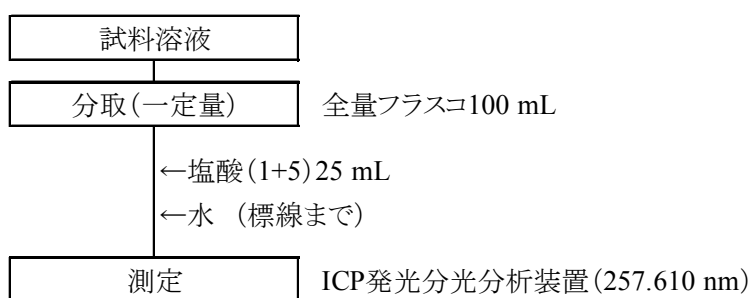 試料溶液
分取(一定量) 全量フラスコ100 mL
←塩酸(1+5)25 mL
←水 (標線まで)
測定 ICP発光分光分析装置(257.610 nm)